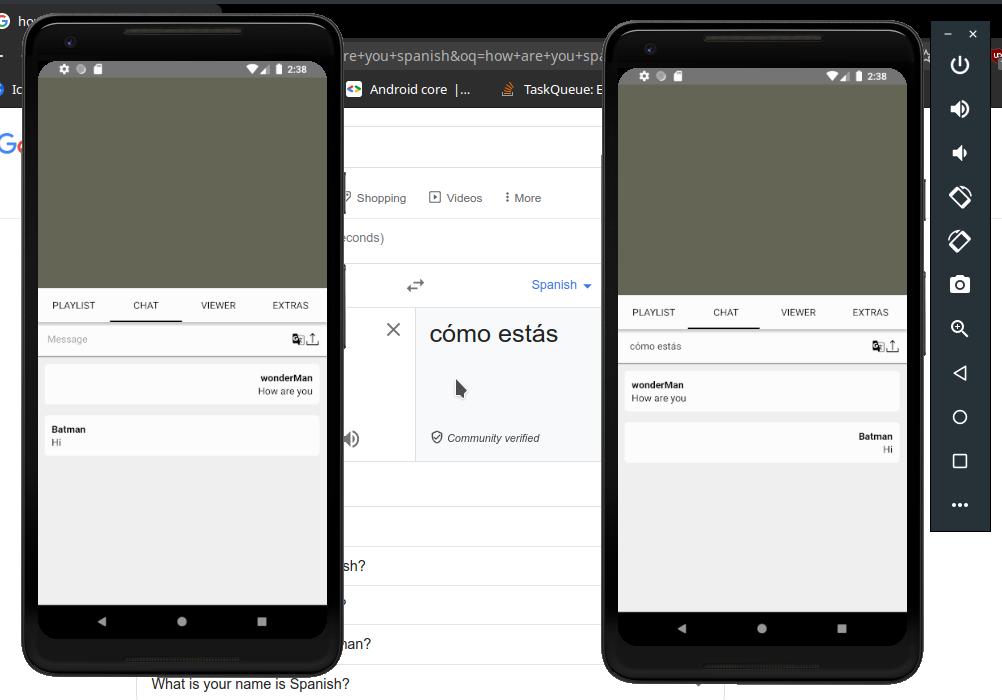 re+you+spanish&oq=how+are+you+spa
Android core |...
TaskQueue: E
2:38
PLAYLIST
CHAT
VIEWER
EXTRAS
Message
wonderMan
How are you
Batman
Hi
Shopping
Videos
More
econds)
Spanish
cómo estás
Community verified
sh?
?
nan?
What is your name is Spanish?
2:38
PLAYLIST
CHAT
VIEWER
EXTRAS
cómo estás
wonderMan
How are you
Batman
Hi